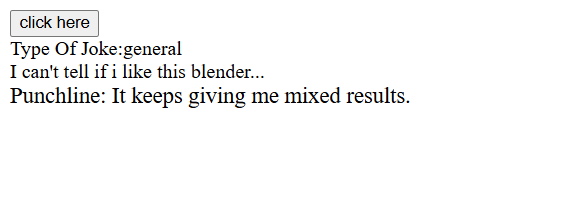 click here
Type Of Joke:general
I can't tell if i like this blender...
Punchline: It keeps giving me mixed results.